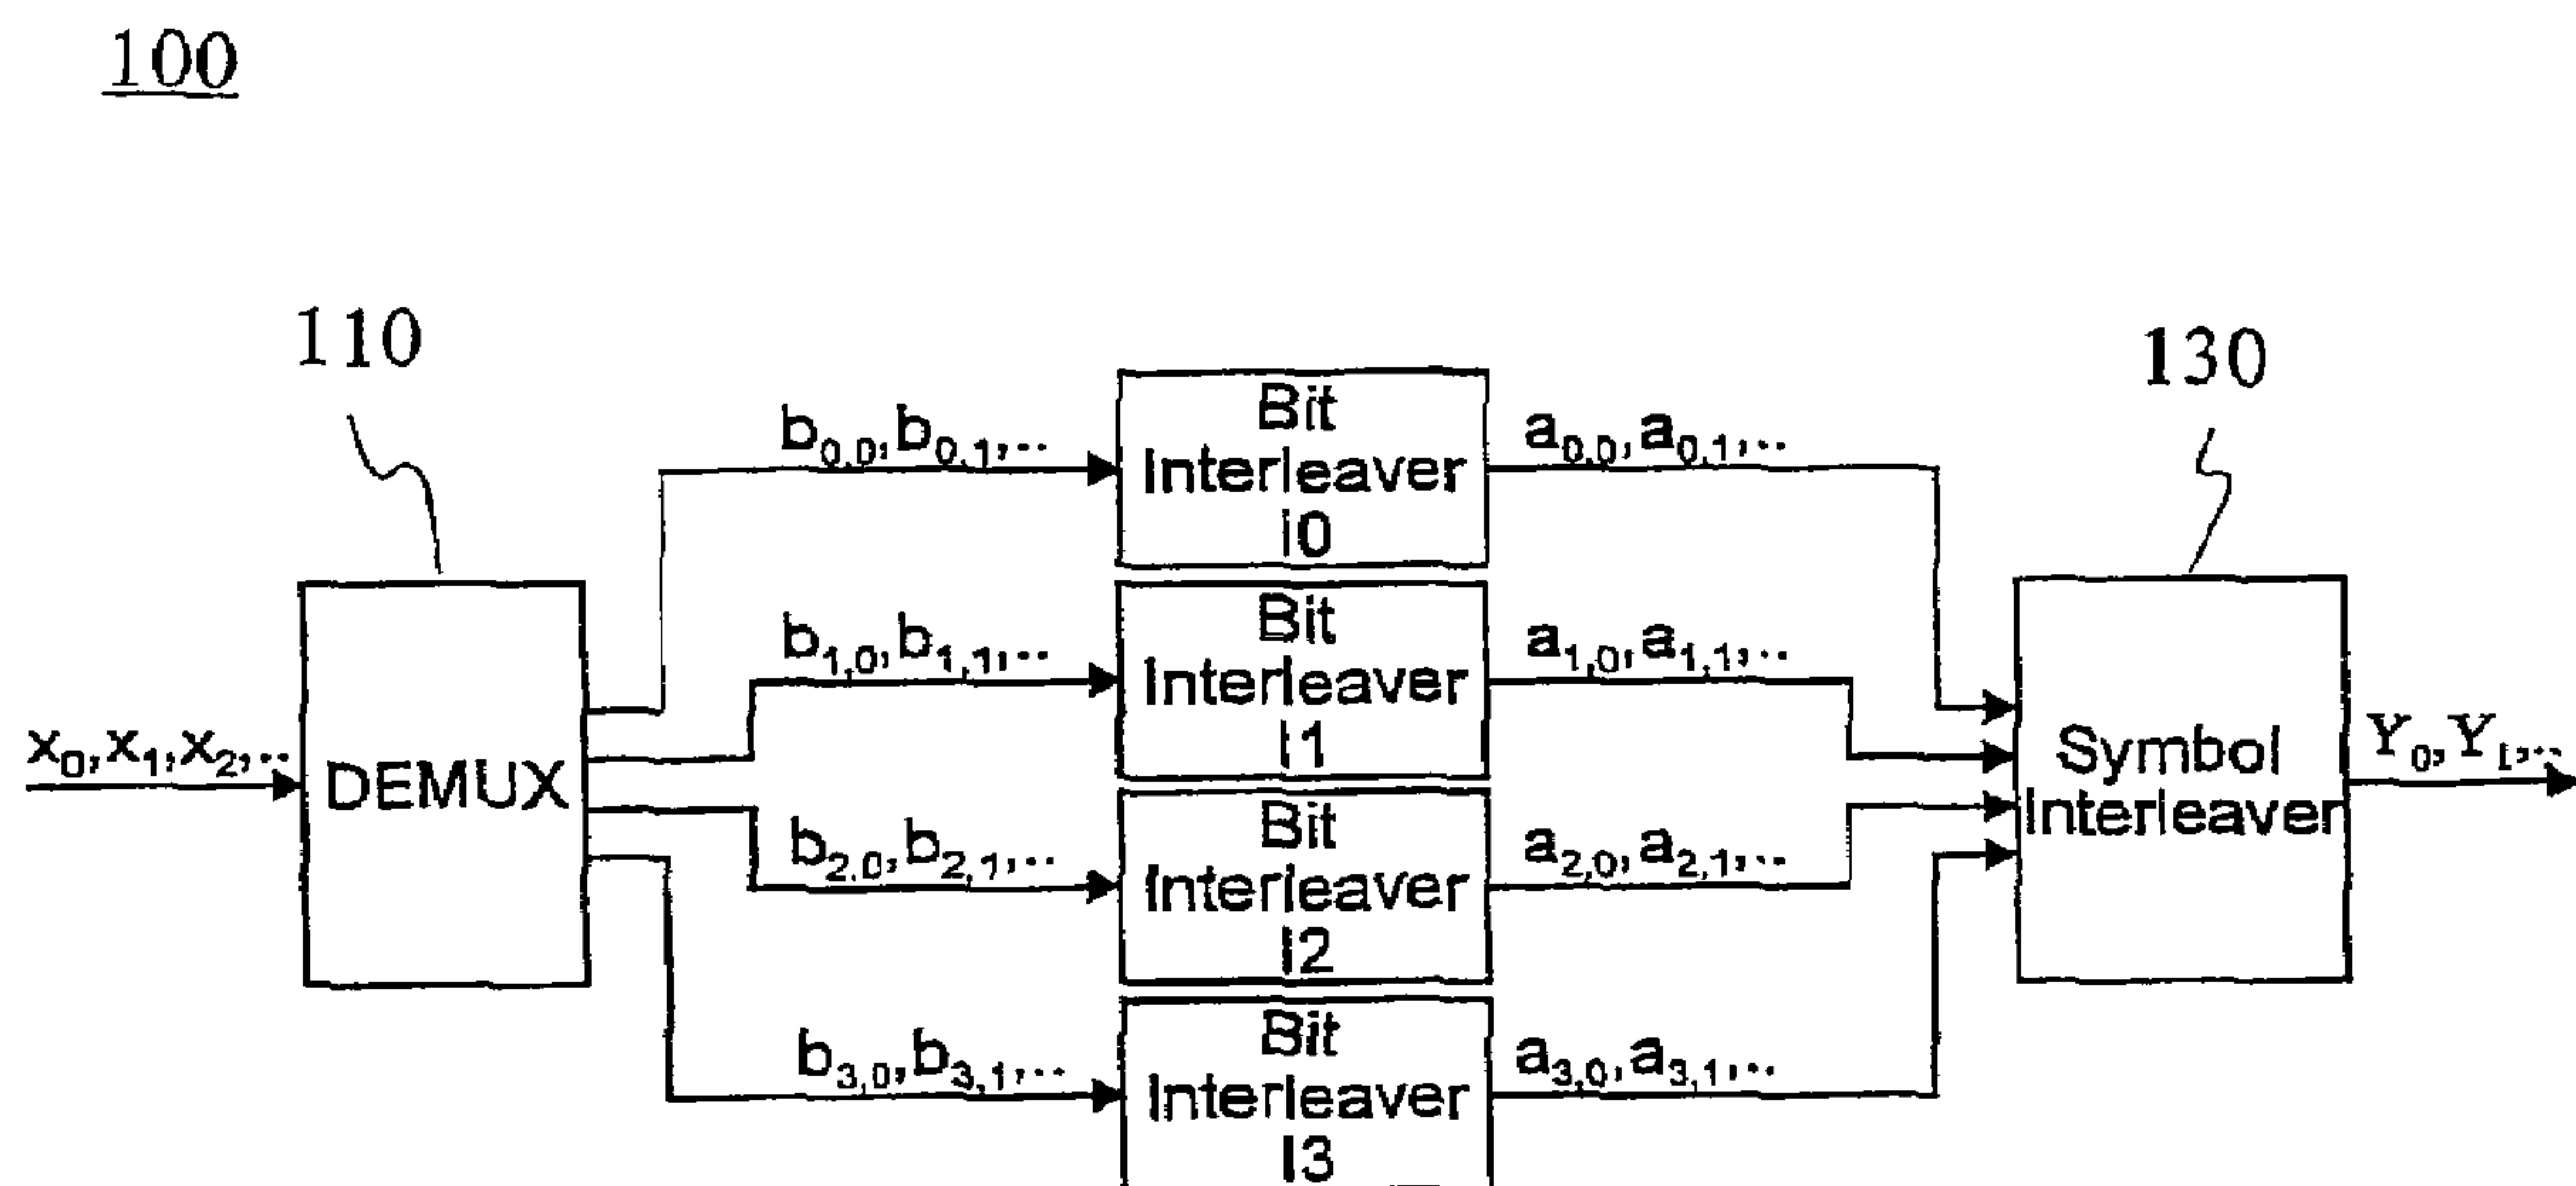 100
110
130
x0,x1,x2,..
DEMUX
b0,0,b0,1,..
Bit
Interleaver
I0
a0,0,a0,1,..
b1,0,b1,1,..
Bit
Interleaver
I1
a1,0,a1,1,..
b2,0,b2,1,..
Bit
Interleaver
I2
a2,0,a2,1,..
b3,0,b3,1,..
Bit
Interleaver
I3
a3,0,a3,1,..
Symbol
Interleaver
Y0,Y1,..